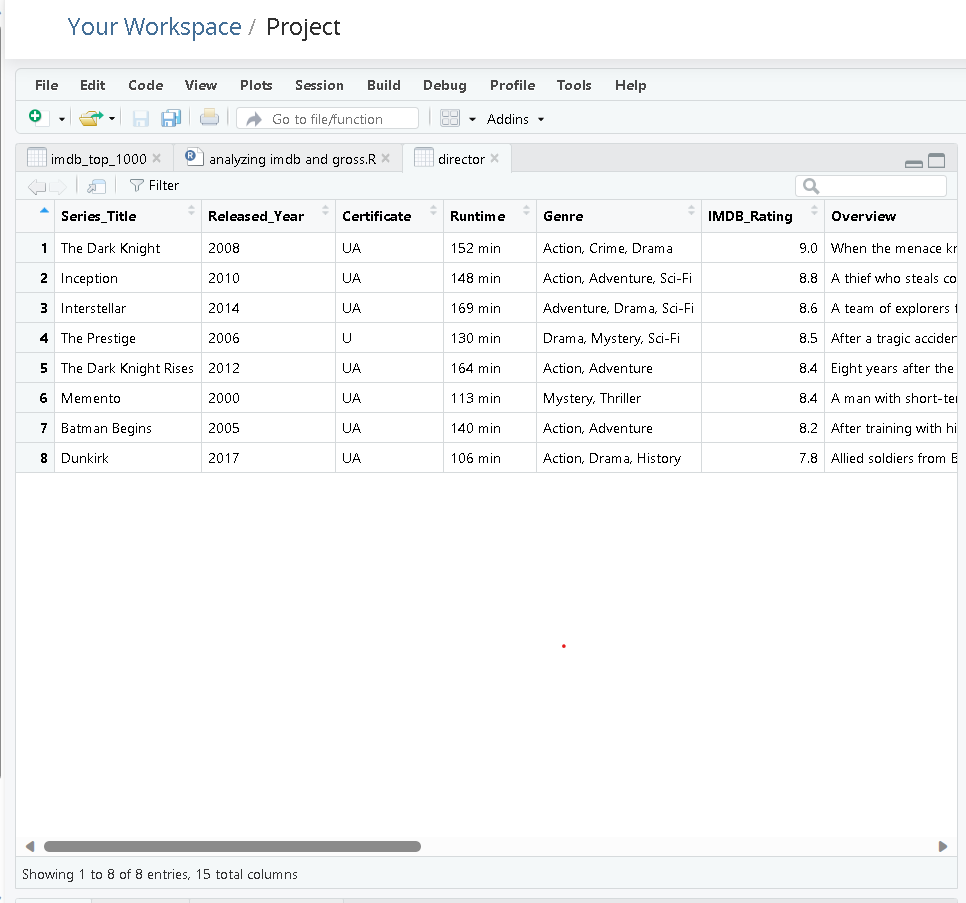 Your Workspace / Project
File Edit Code View Plots Session Build Debug Profile Tools Help
Go to file/function Addins
imdb_top_1000 analyzing imdb and gross.R director
Filter
Series_Title Released_Year Certificate Runtime Genre IMDB_Rating Overview
1 The Dark Knight 2008 UA 152 min Action, Crime, Drama 9.0 When the menace kn
2 Inception 2010 UA 148 min Action, Adventure, Sci-Fi 8.8 A thief who steals co
3 Interstellar 2014 UA 169 min Adventure, Drama, Sci-Fi 8.6 A team of explorers t
4 The Prestige 2006 U 130 min Drama, Mystery, Sci-Fi 8.5 After a tragic acciden
5 The Dark Knight Rises 2012 UA 164 min Action, Adventure 8.4 Eight years after the
6 Memento 2000 UA 113 min Mystery, Thriller 8.4 A man with short-ter
7 Batman Begins 2005 UA 140 min Action, Adventure 8.2 After training with hi
8 Dunkirk 2017 UA 106 min Action, Drama, History 7.8 Allied soldiers from B
Showing 1 to 8 of 8 entries, 15 total columns